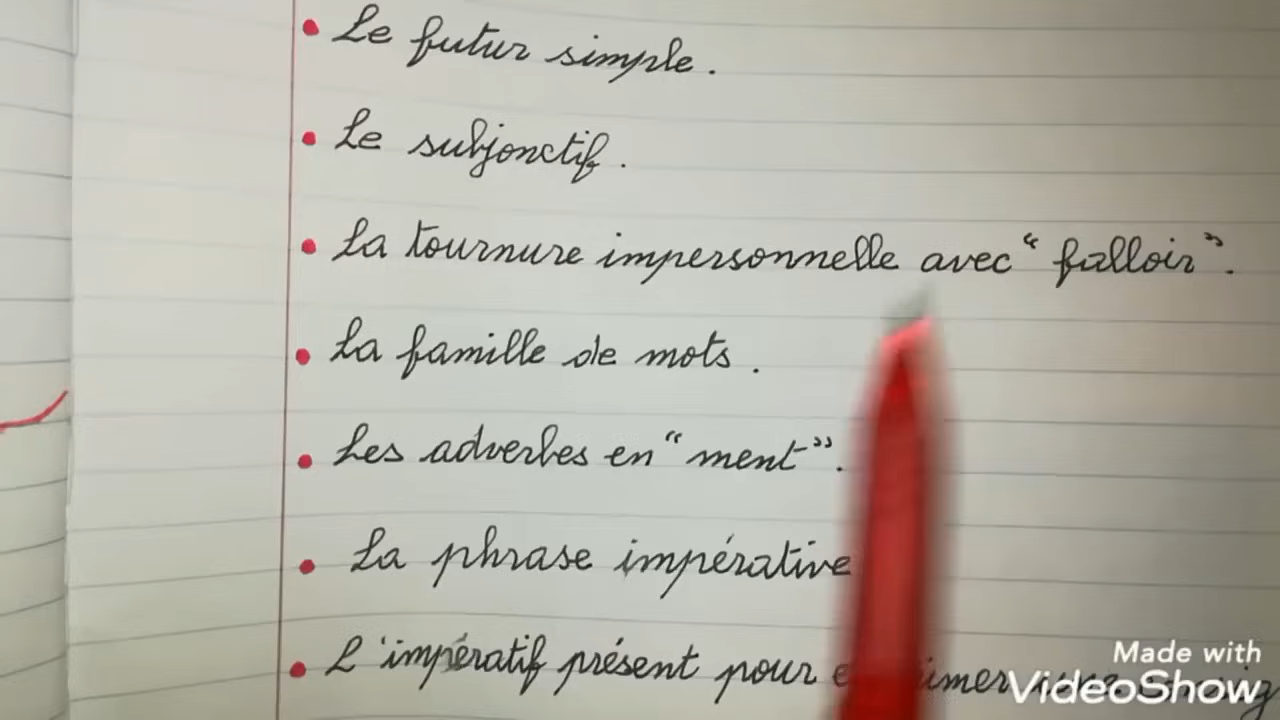 • Le futur simple.
• Le subjonctif.
• La tournure impersonnelle avec "falloir".
• La famille de mots.
• Les adverbes en "ment".
• La phrase impérative
• L'impératif présent pour
Made with
VideoShow